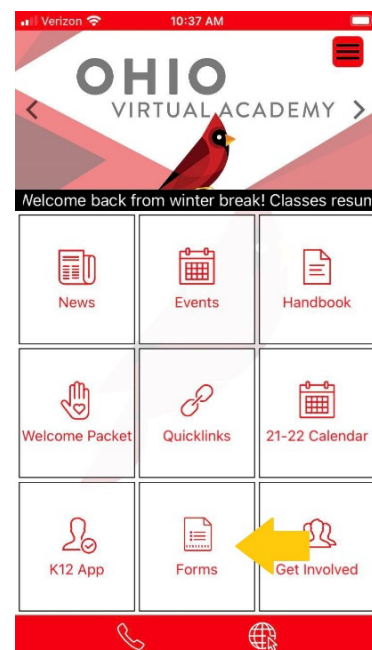 Verizon 10:37 AM
OHIO
VIRTUAL ACADEMY
Welcome back from winter break! Classes resun
News Events Handbook
Welcome Packet Quicklinks 21-22 Calendar
K12 App Forms Get Involved